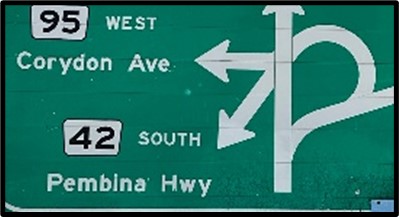 95 WEST
Corydon Ave
42 SOUTH
Pembina Hwy